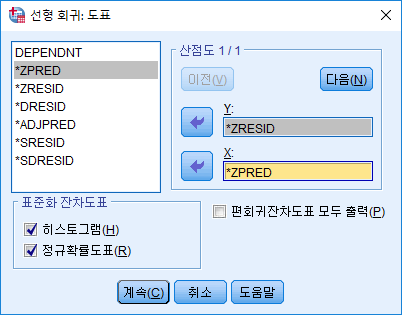 선형 회귀: 도표
DEPENDNT
*ZPRED
*ZRESID
*DRESID
*ADJPRED
*SRESID
*SDRESID
산점도 1 / 1
이전(V)
다음(N)
Y:
*ZRESID
X:
*ZPRED
표준화 잔차도표
히스토그램(H)
정규확률도표(R)
편회귀잔차도표 모두 출력(P)
계속(C)
취소
도움말